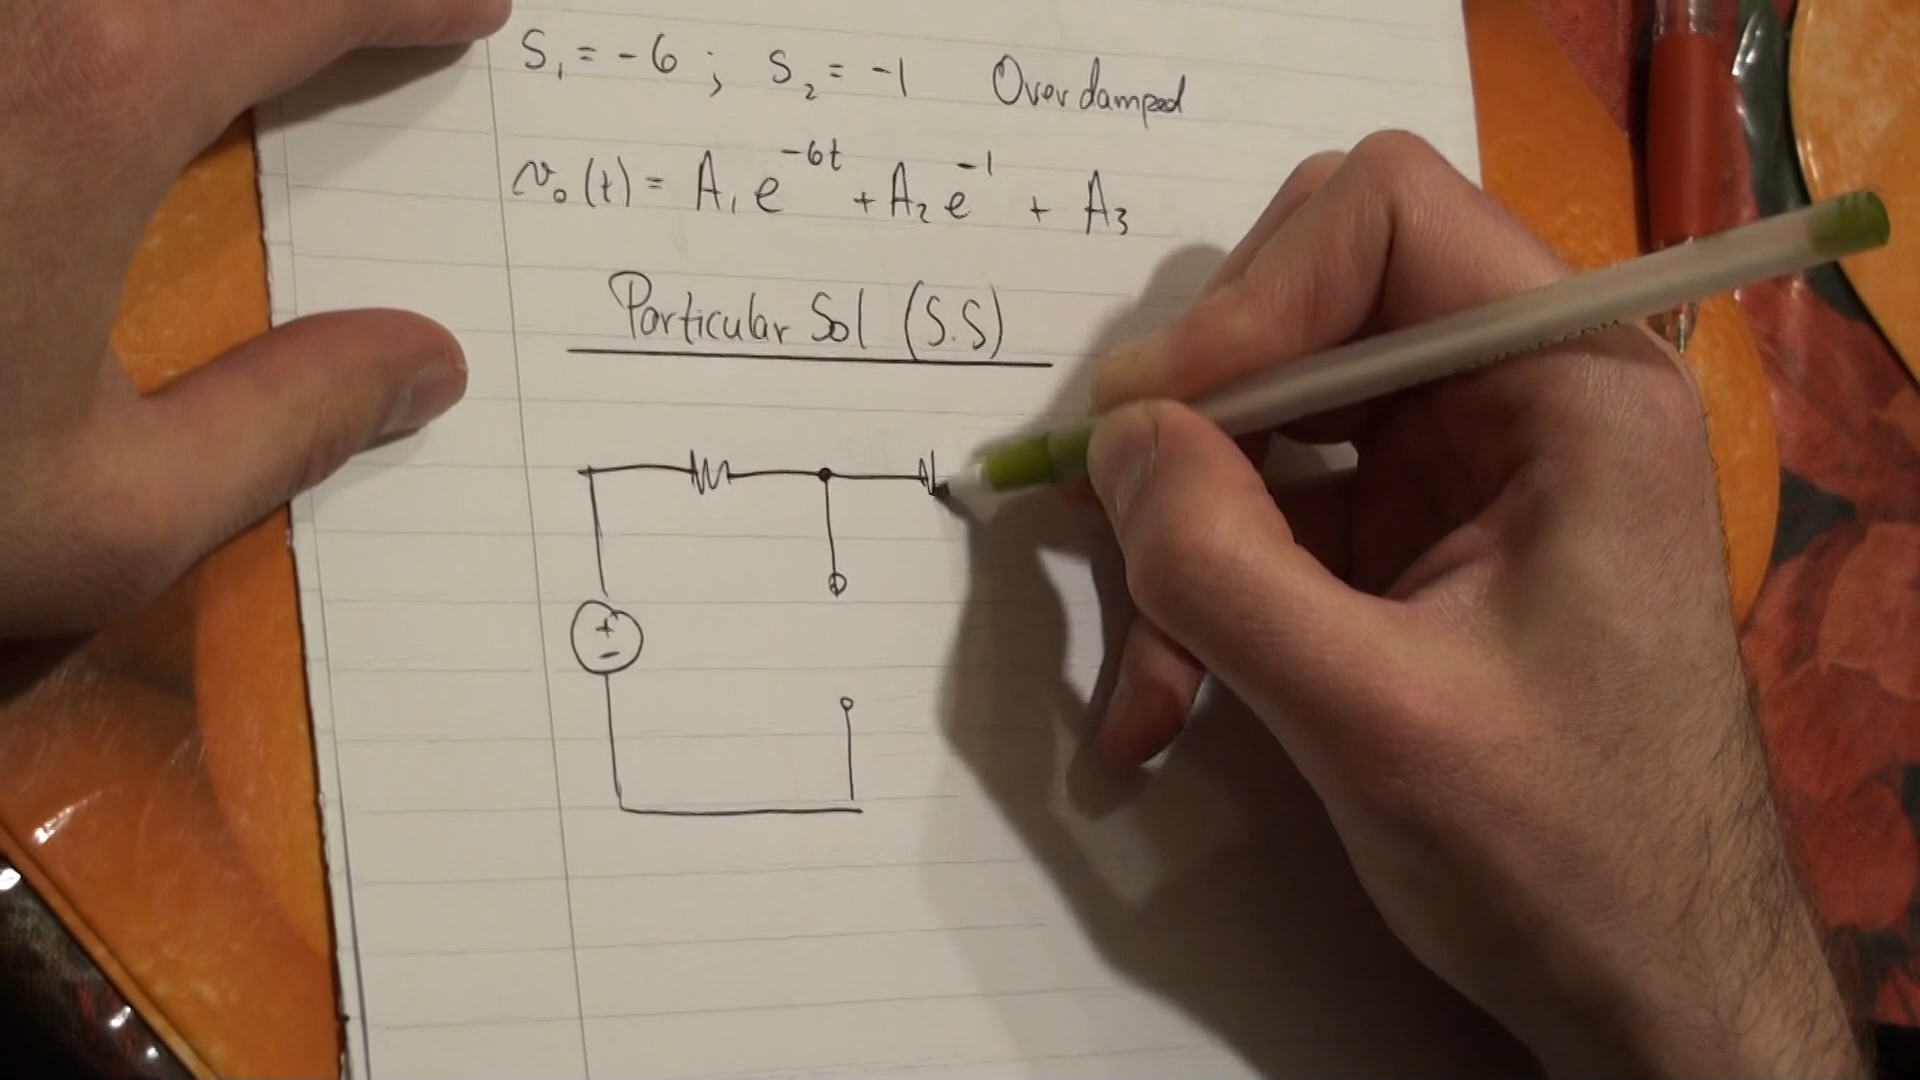 S₁ = -6 ; S₂ = -1 Overdamped
v₀(t) = A₁e^-6t + A₂e^-1 + A₃
Particular Sol (S.S)
+
-